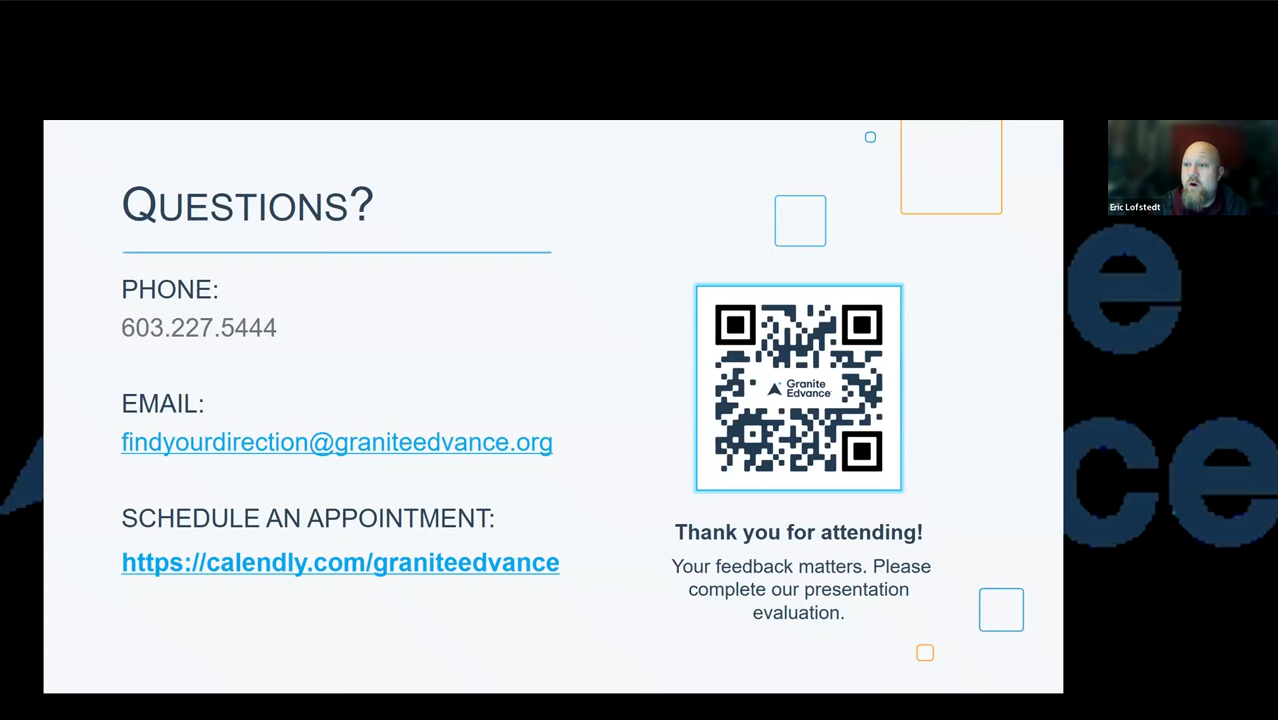 QUESTIONS?
PHONE:
603.227.5444
EMAIL:
findyourdirection@graniteedvance.org
SCHEDULE AN APPOINTMENT:
https://calendly.com/graniteedvance
Granite
Edvance
Thank you for attending!
Your feedback matters. Please
complete our presentation
evaluation.
Eric Lofstedt
e
ce